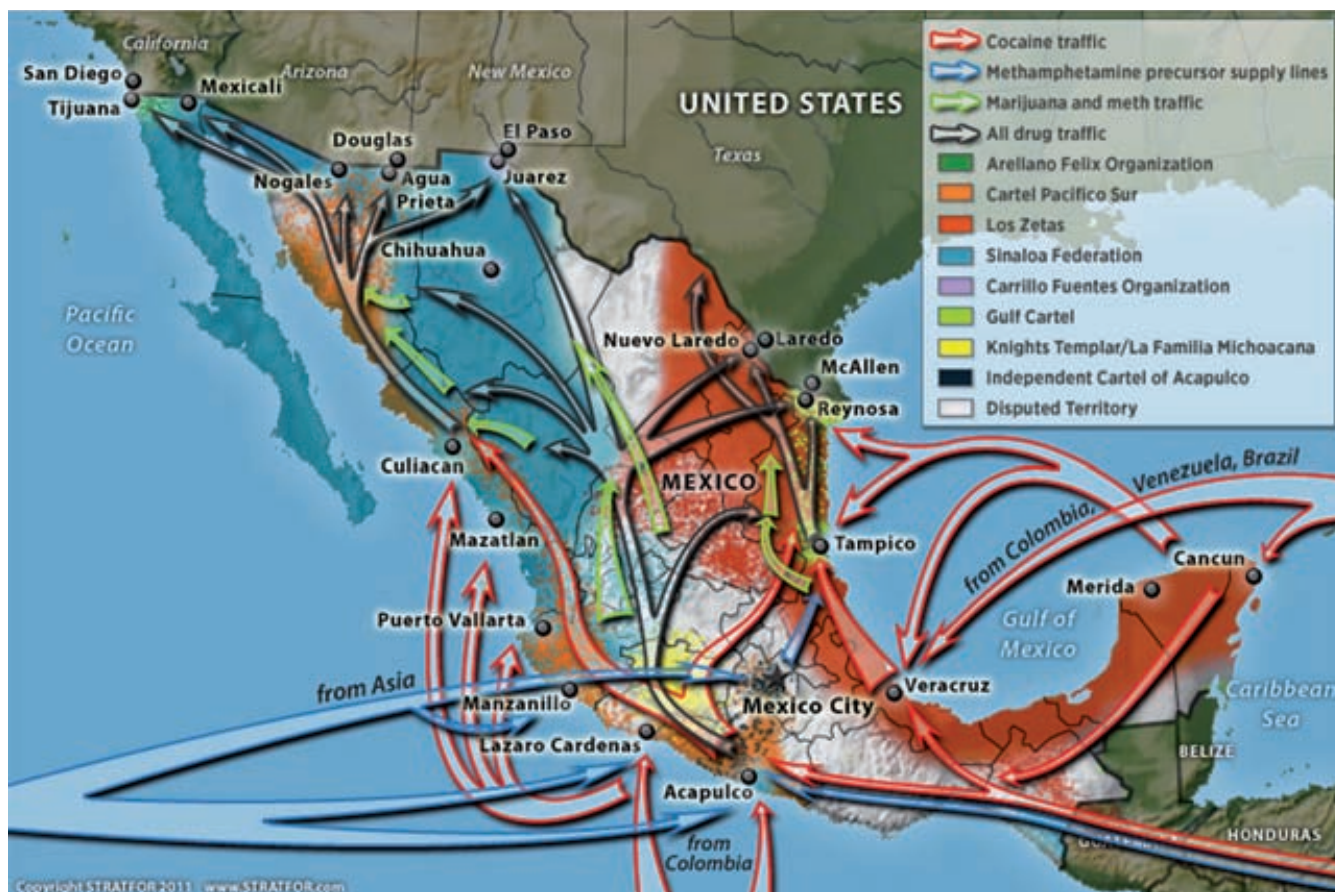 California
San Diego
Tijuana
Mexicali
Arizona
New Mexico
UNITED STATES
Texas
Douglas
El Paso
Nogales
Agua
Prieta
Juarez
Chihuahua
Pacific
Ocean
Nuevo Laredo
Laredo
McAllen
Reynosa
Culiacan
MEXICO
Mazatlan
Tampico
Puerto Vallarta
from Asia
Manzanillo
Mexico City
Lazaro Cardenas
Acapulco
from
Colombia
Veracruz
from Colombia, Venezuela, Brazil
Cancun
Merida
Gulf of
Mexico
Caribbean
Sea
BELIZE
GUATE
HONDURAS
Cocaine traffic
Methamphetamine precursor supply lines
Marijuana and meth traffic
All drug traffic
Arellano Felix Organization
Cartel Pacifico Sur
Los Zetas
Sinaloa Federation
Carrillo Fuentes Organization
Gulf Cartel
Knights Templar/La Familia Michoacana
Independent Cartel of Acapulco
Disputed Territory
Copyright STRATFOR 2011 www.STRATFOR.com